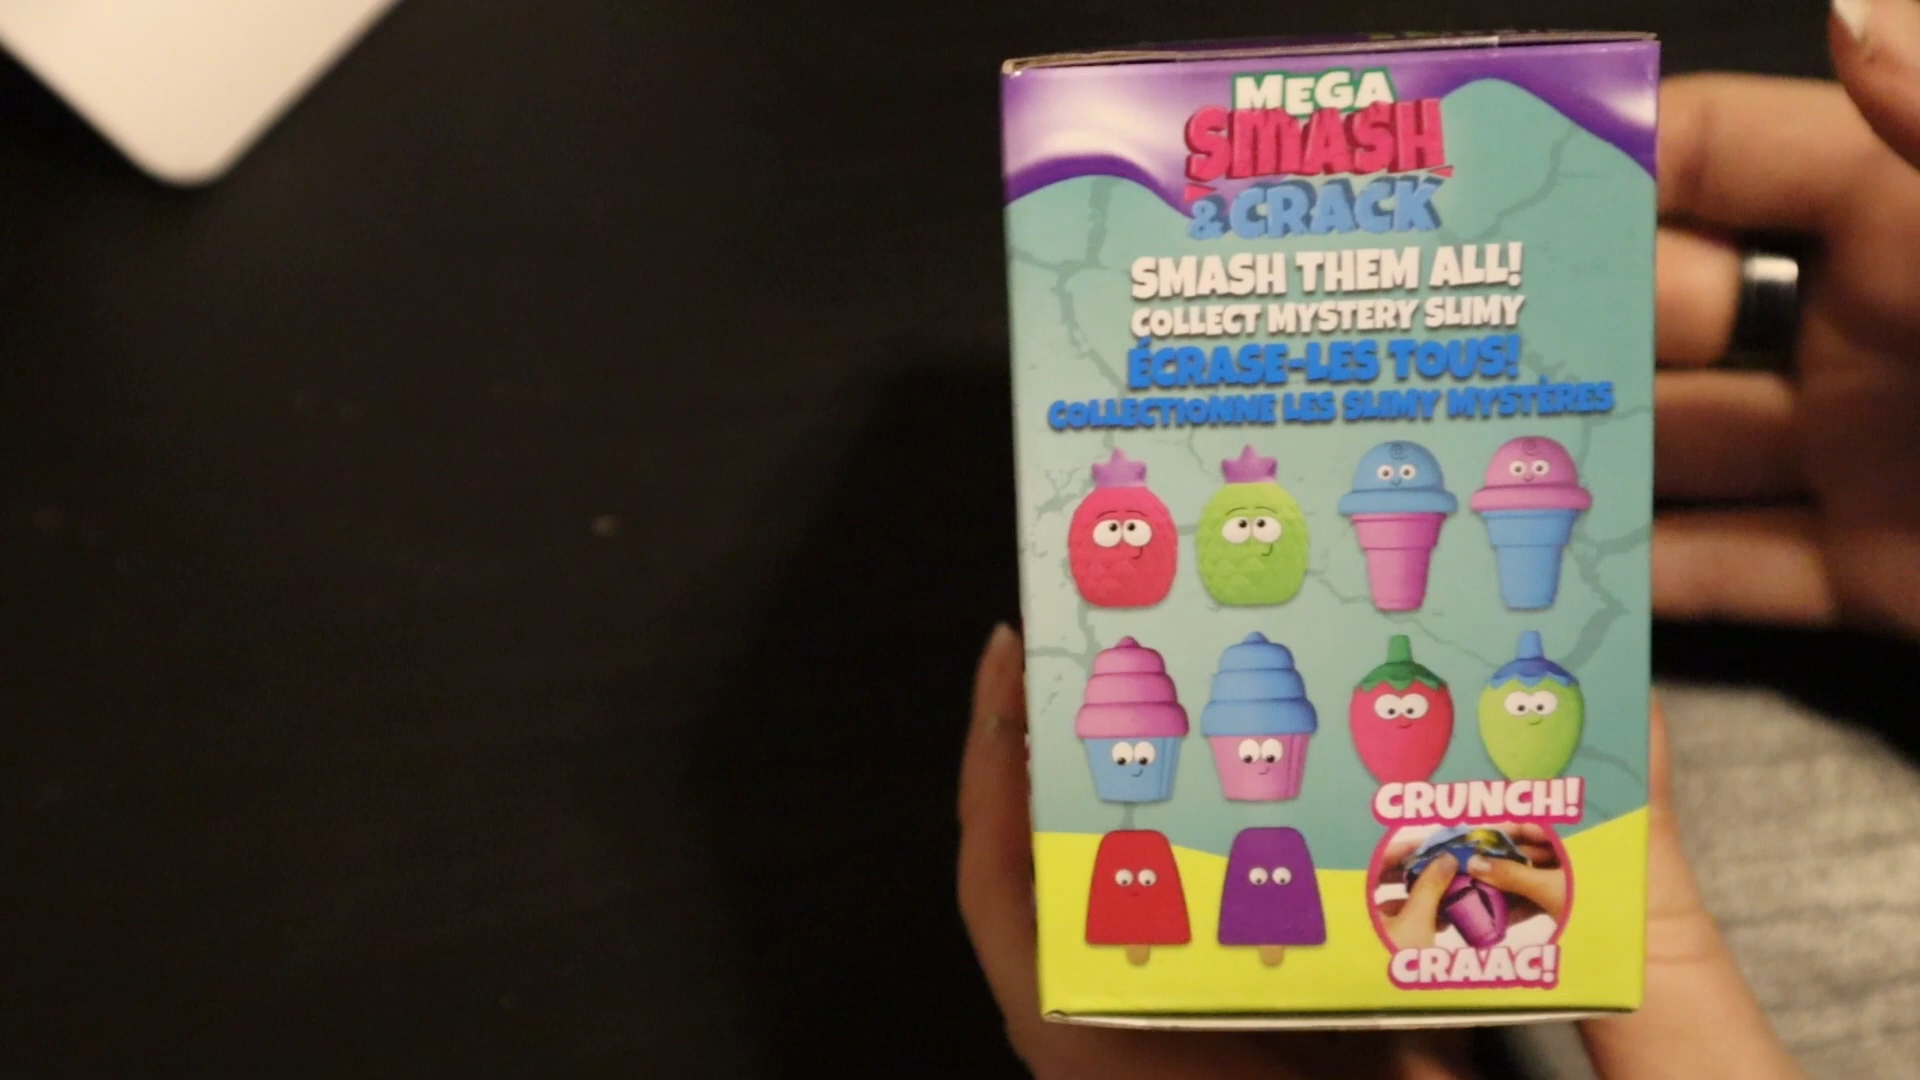 MEGA
SMASH
& CRACK
SMASH THEM ALL!
COLLECT MYSTERY SLIMY
ÉCRASE-LES TOUS!
COLLECTIONNE LES SLIMY MYSTÈRES
CRUNCH!
CRAAC!